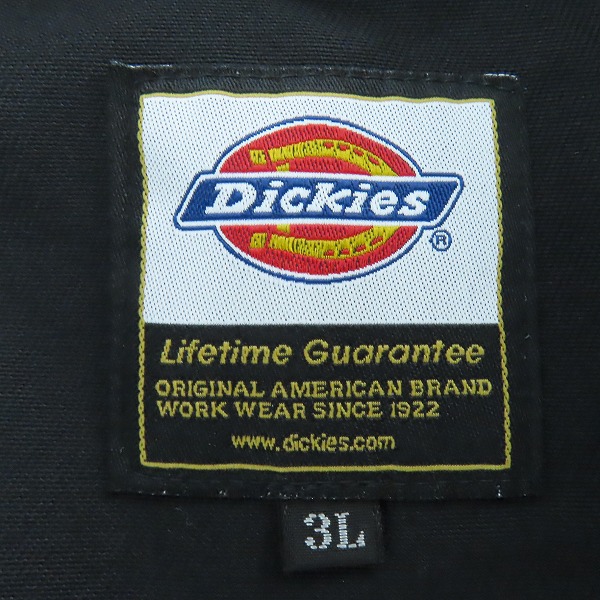 Dickies
®
Lifetime Guarantee
ORIGINAL AMERICAN BRAND
WORK WEAR SINCE 1922
www.dickies.com
3L